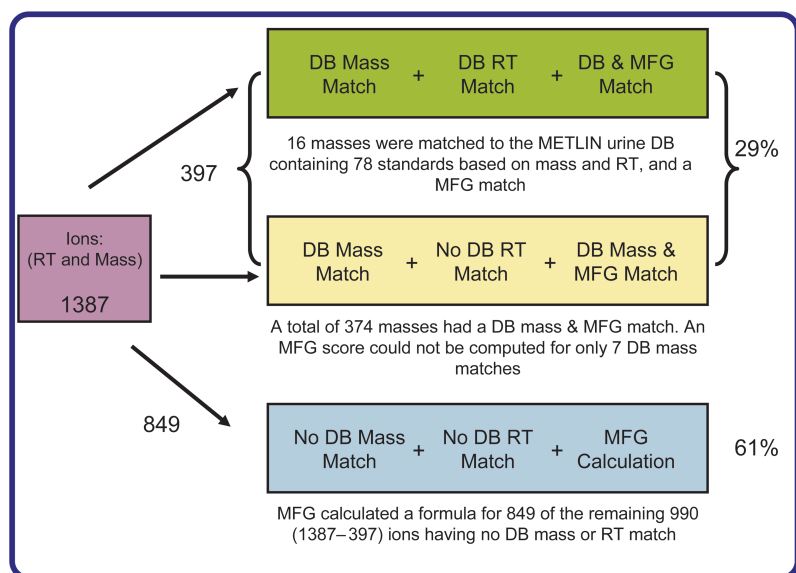 DB Mass Match + DB RT Match + DB & MFG Match
16 masses were matched to the METLIN urine DB
containing 78 standards based on mass and RT, and a
MFG match
397
29%
Ions:
(RT and Mass)
1387
DB Mass Match + No DB RT Match + DB Mass & MFG Match
A total of 374 masses had a DB mass & MFG match. An
MFG score could not be computed for only 7 DB mass
matches
849
No DB Mass Match + No DB RT Match + MFG Calculation
61%
MFG calculated a formula for 849 of the remaining 990
(1387–397) ions having no DB mass or RT match